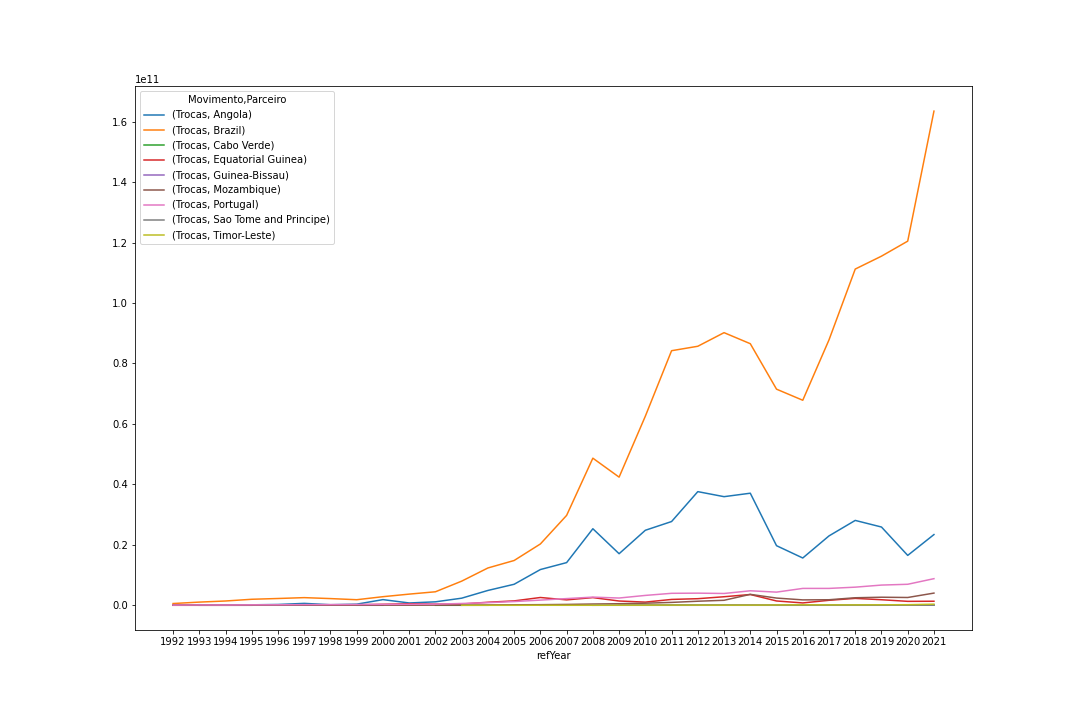 1e11
Movimento,Parceiro
(Trocas, Angola)
(Trocas, Brazil)
(Trocas, Cabo Verde)
(Trocas, Equatorial Guinea)
(Trocas, Guinea-Bissau)
(Trocas, Mozambique)
(Trocas, Portugal)
(Trocas, Sao Tome and Principe)
(Trocas, Timor-Leste)
1.6
1.4
1.2
1.0
0.8
0.6
0.4
0.2
0.0
1992 1993 1994 1995 1996 1997 1998 1999 2000 2001 2002 2003 2004 2005 2006 2007 2008 2009 2010 2011 2012 2013 2014 2015 2016 2017 2018 2019 2020 2021
refYear